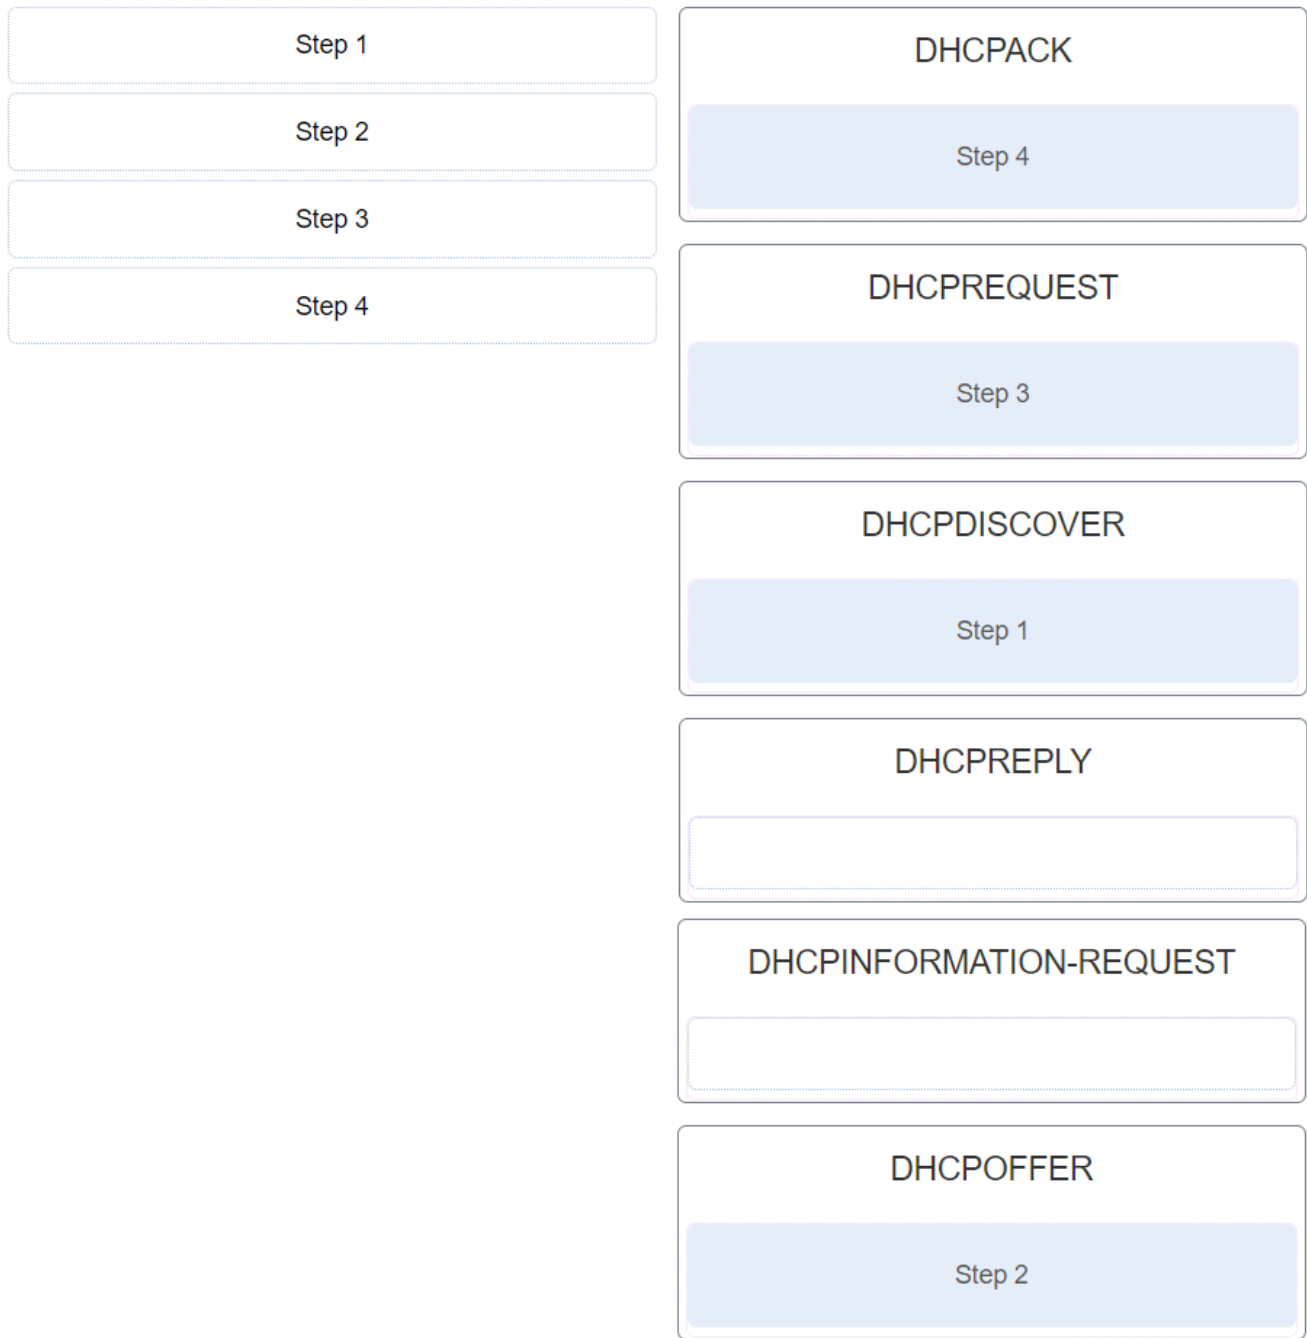 Step 1
Step 2
Step 3
Step 4
DHCPACK
Step 4
DHCPREQUEST
Step 3
DHCPDISCOVER
Step 1
DHCPREPLY
DHCPINFORMATION-REQUEST
DHCPOFFER
Step 2